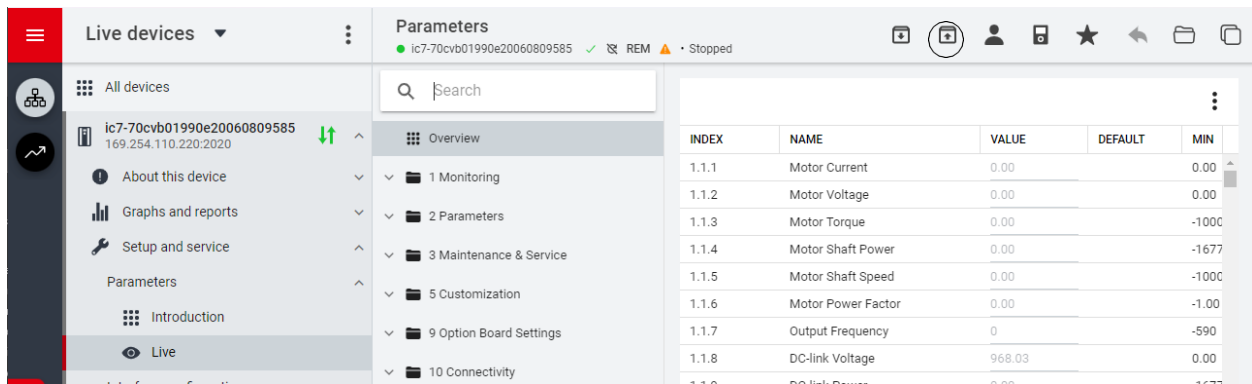 Live devices
All devices
ic7-70cvb01990e20060809585
169.254.110.220:2020
About this device
Graphs and reports
Setup and service
Parameters
Introduction
Live
Parameters
ic7-70cvb01990e20060809585 REM • Stopped
Search
Overview
1 Monitoring
2 Parameters
3 Maintenance & Service
5 Customization
9 Option Board Settings
10 Connectivity
INDEX NAME VALUE DEFAULT MIN
1.1.1 Motor Current 0.00 0.00
1.1.2 Motor Voltage 0.00 0.00
1.1.3 Motor Torque 0.00 -1000
1.1.4 Motor Shaft Power 0.00 -1677
1.1.5 Motor Shaft Speed 0.00 -1000
1.1.6 Motor Power Factor 0.00 -1.00
1.1.7 Output Frequency 0 -590
1.1.8 DC-link Voltage 968.03 0.00